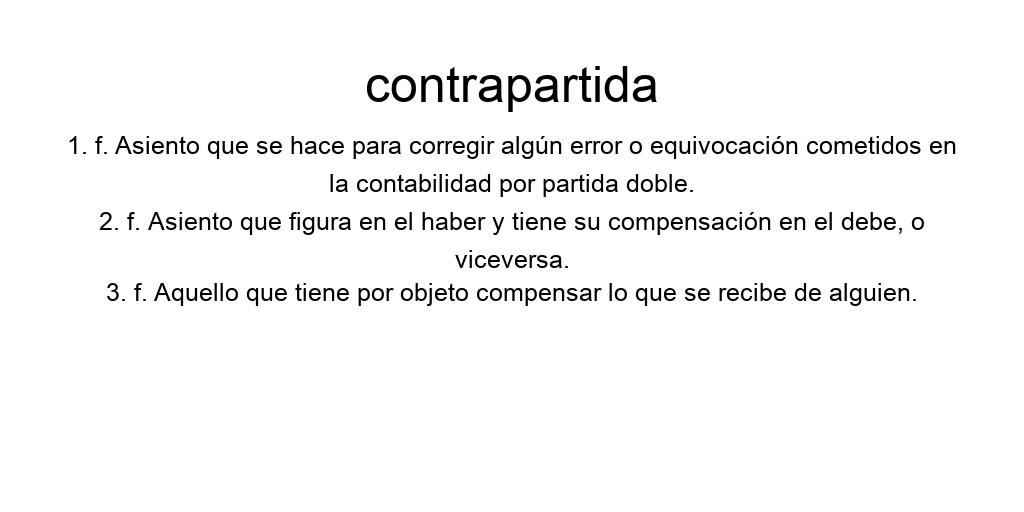 contrapartida
1. f. Asiento que se hace para corregir algún error o equivocación cometidos en
la contabilidad por partida doble.
2. f. Asiento que figura en el haber y tiene su compensación en el debe, o
viceversa.
3. f. Aquello que tiene por objeto compensar lo que se recibe de alguien.